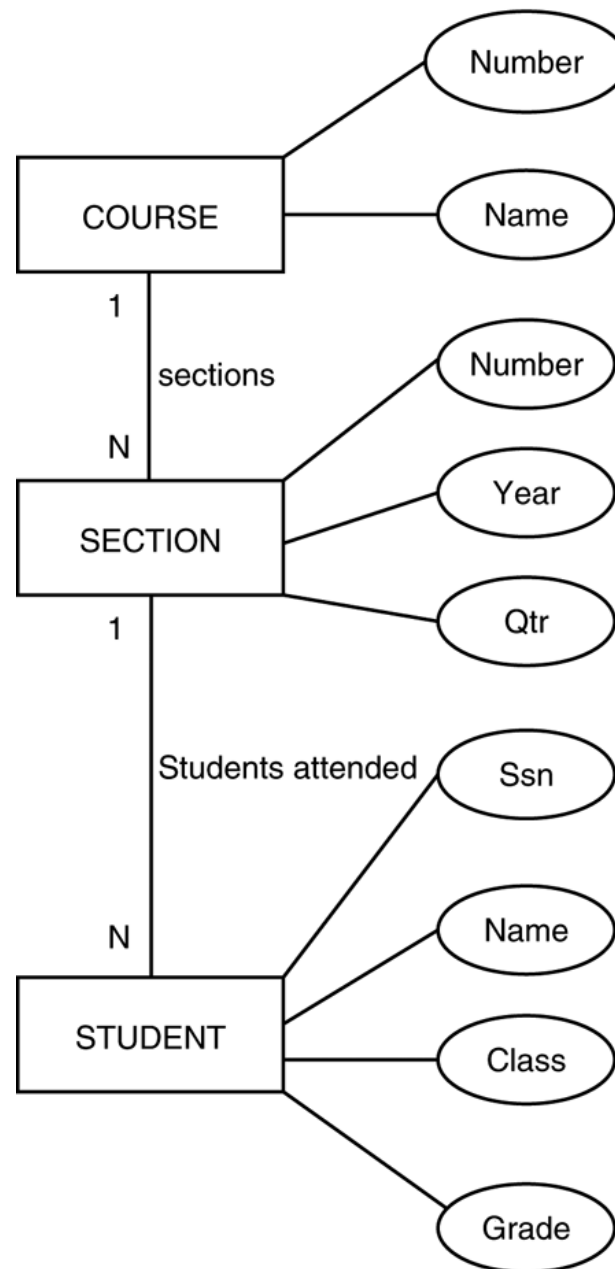 Number
COURSE
Name
1
sections
Number
N
Year
SECTION
Qtr
1
Students attended
Ssn
Name
N
STUDENT
Class
Grade